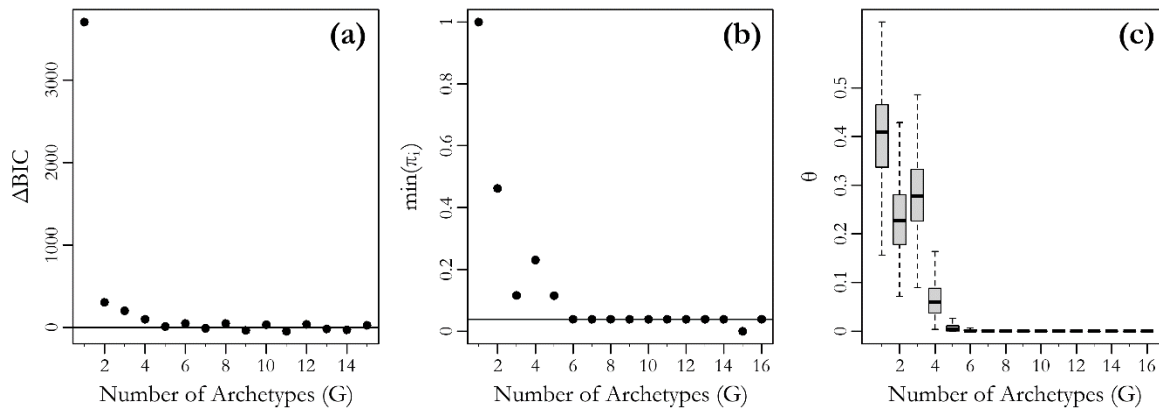 (a)
ΔBIC
0
1000
2000
3000
2 4 6 8 10 12 14
Number of Archetypes (G)
(b)
min(πj)
0
0.2
0.4
0.6
0.8
1
2 4 6 8 10 12 14 16
Number of Archetypes (G)
(c)
θ
0
0.1
0.2
0.3
0.4
0.5
2 4 6 8 10 12 14 16
Number of Archetypes (G)